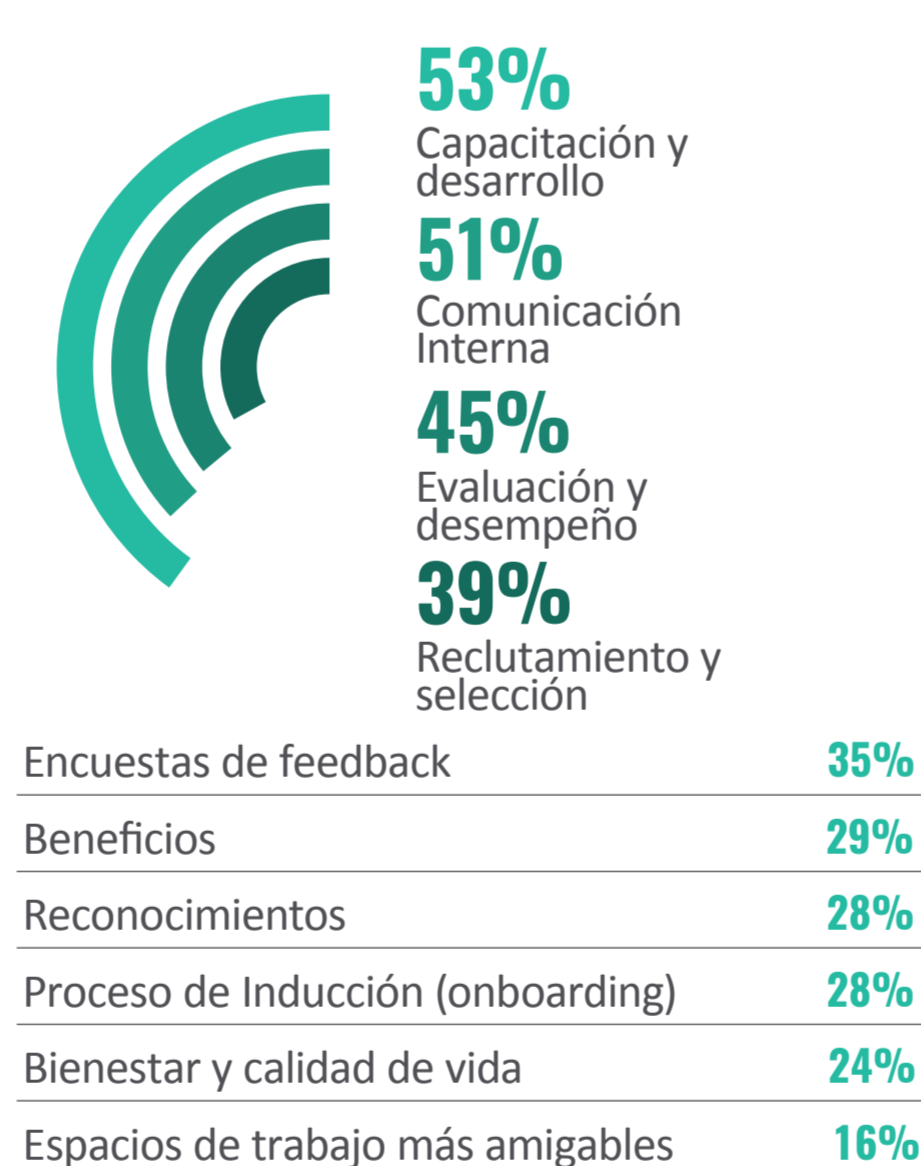 53%
Capacitación y
desarrollo
51%
Comunicación
Interna
45%
Evaluación y
desempeño
39%
Reclutamiento y
selección
Encuestas de feedback 35%
Beneficios 29%
Reconocimientos 28%
Proceso de Inducción (onboarding) 28%
Bienestar y calidad de vida 24%
Espacios de trabajo más amigables 16%